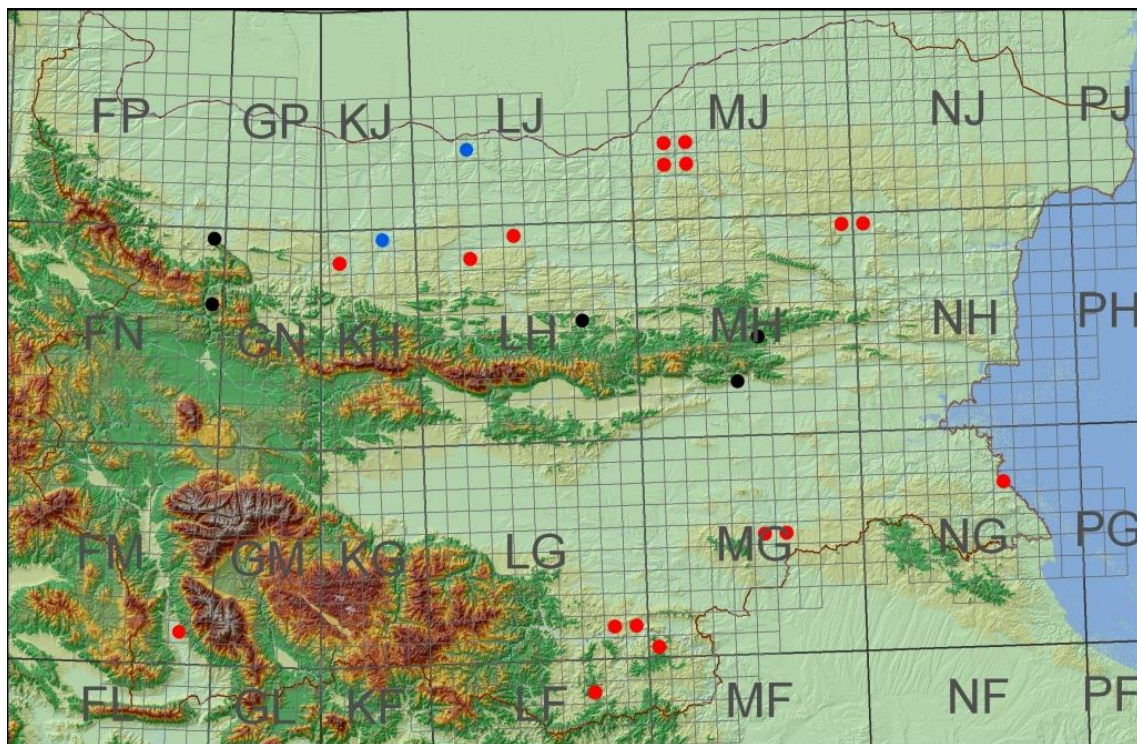 FP GP KJ LJ MJ NJ PJ
FN GN KH LH MH NH PH
FM GM KG LG MG NG PG
FL GL KF LF MF NF PF